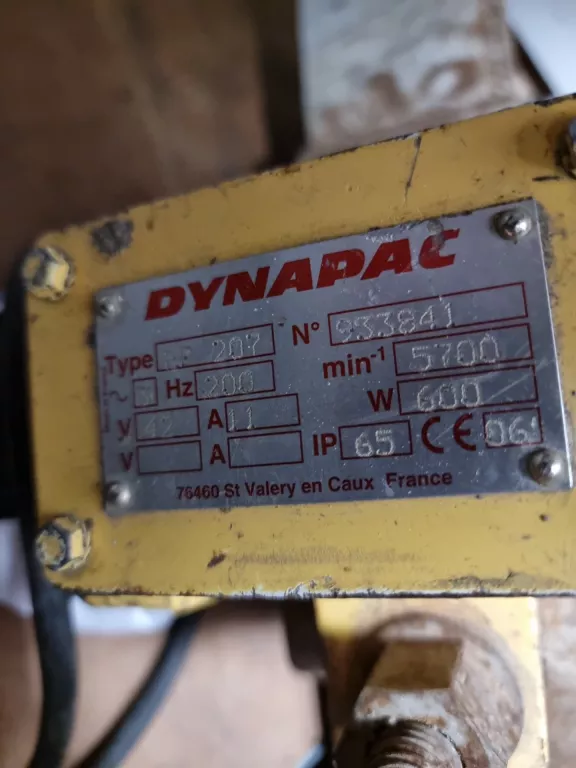 DYNAPAC
Type 207 N° 933841
~ 3 Hz 200 min-1 5700
V 42 A 11 W 600
V A IP 65 CE 06
76460 St Valery en Caux France